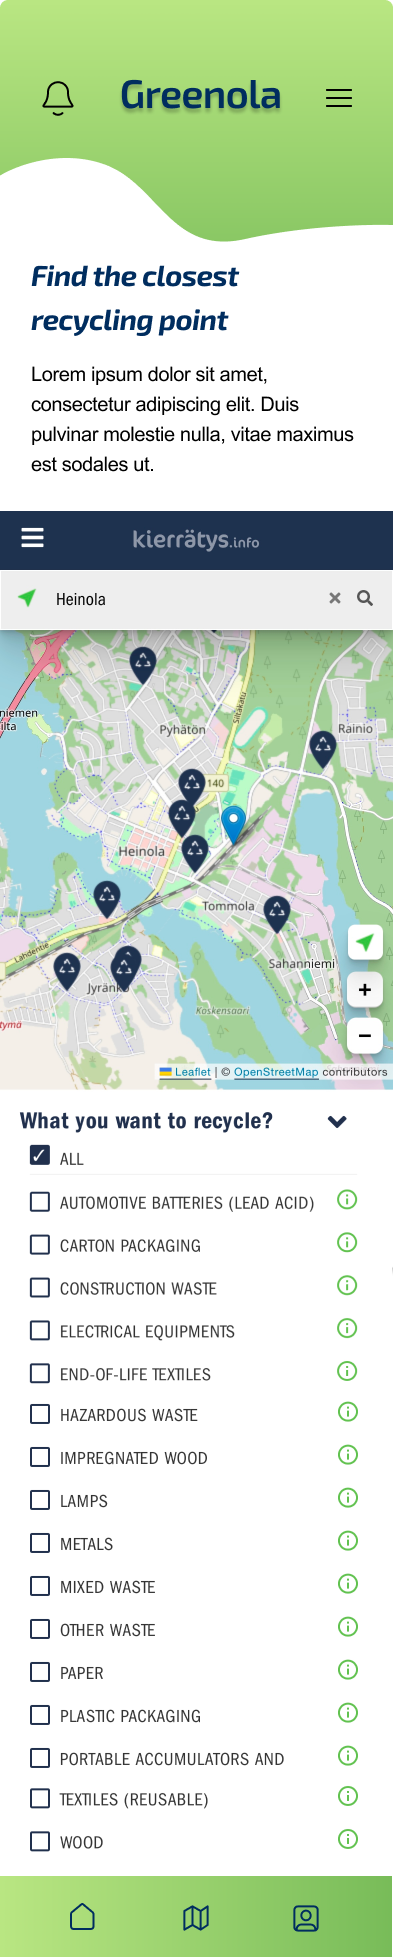 Greenola
Find the closest
recycling point
Lorem ipsum dolor sit amet,
consectetur adipiscing elit. Duis
pulvinar molestie nulla, vitae maximus
est sodales ut.
kierrätys.info
Heinola
niemen
ilta
Siltakatu
Pyhätön
Rainio
140
Heinola
Tommola
Lahdentie
Sahanniemi
Jyränkö
Koskensaari
tymä
+
−
Leaflet | © OpenStreetMap contributors
What you want to recycle?
ALL
AUTOMOTIVE BATTERIES (LEAD ACID)
CARTON PACKAGING
CONSTRUCTION WASTE
ELECTRICAL EQUIPMENTS
END-OF-LIFE TEXTILES
HAZARDOUS WASTE
IMPREGNATED WOOD
LAMPS
METALS
MIXED WASTE
OTHER WASTE
PAPER
PLASTIC PACKAGING
PORTABLE ACCUMULATORS AND
TEXTILES (REUSABLE)
WOOD